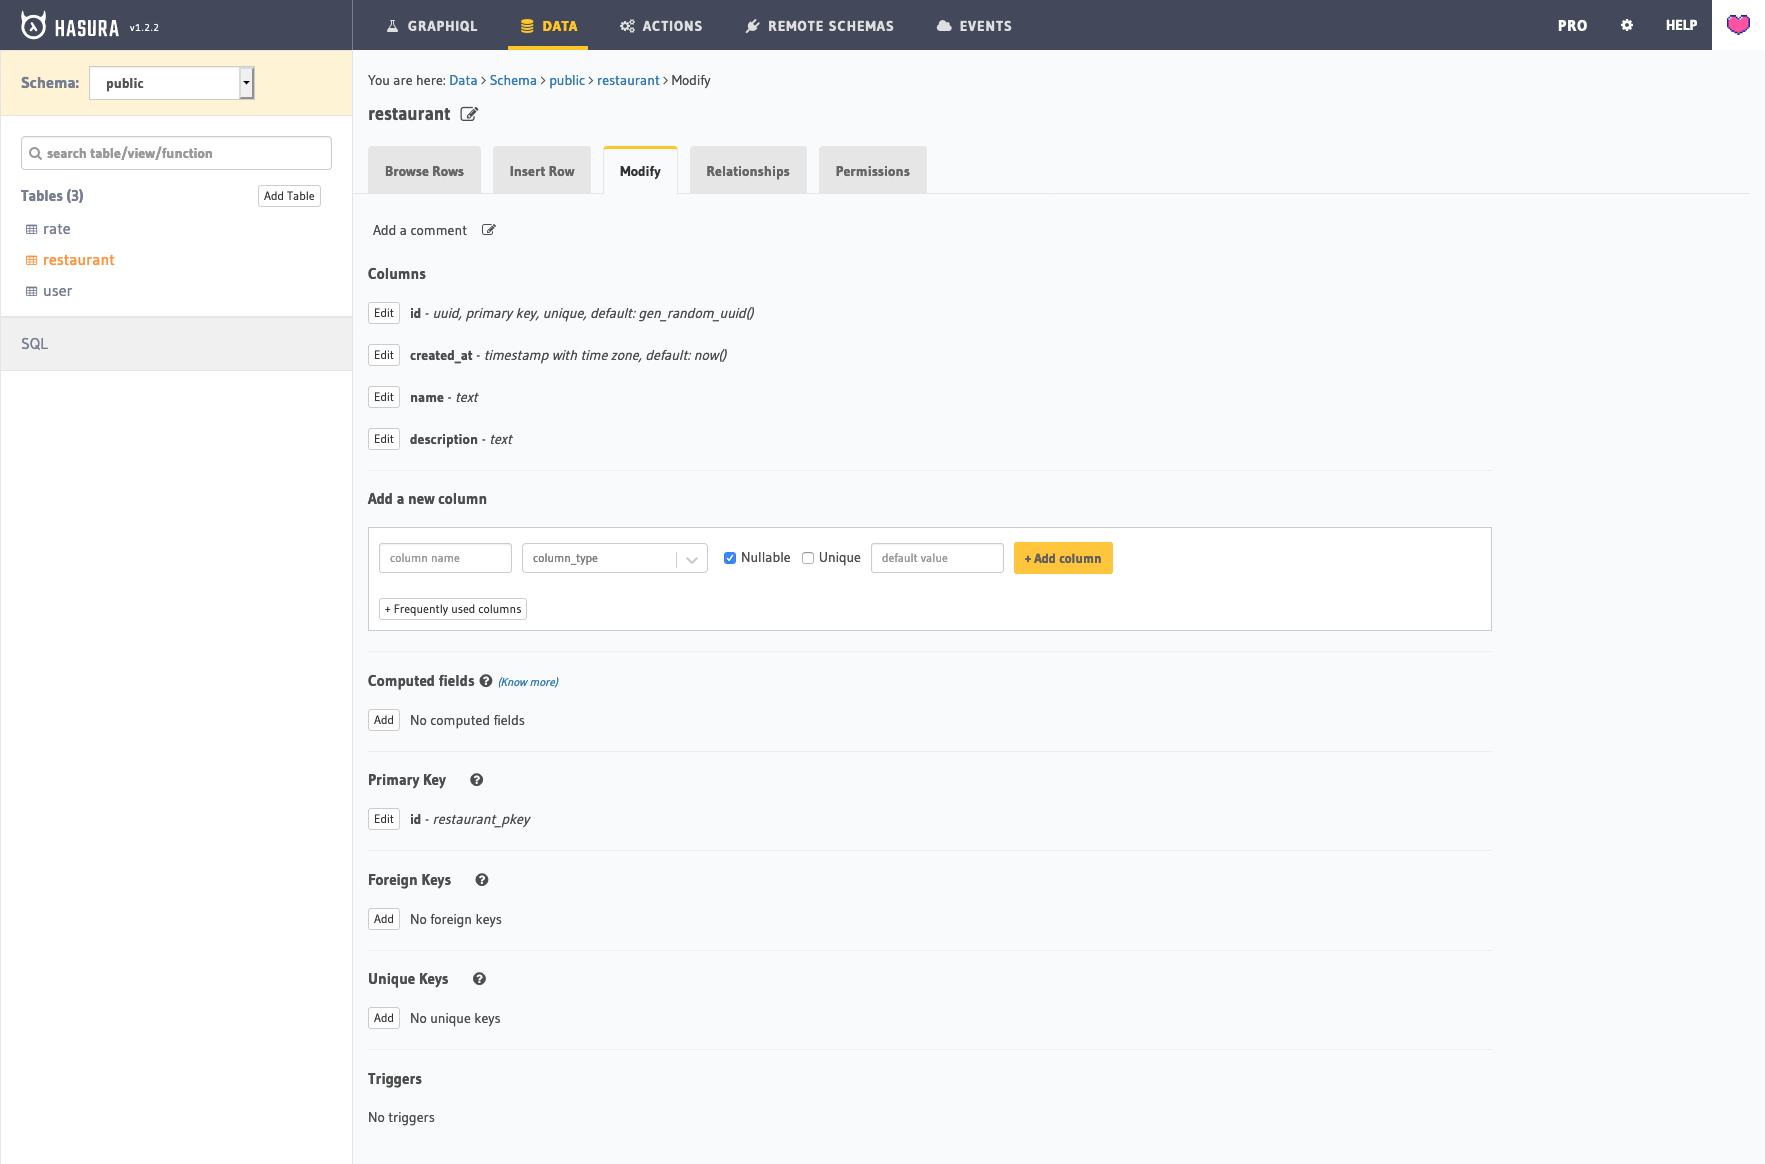 HASURA v1.2.2 GRAPHIQL DATA ACTIONS REMOTE SCHEMAS EVENTS PRO HELP
Schema: public
search table/view/function
Tables (3) Add Table
rate
restaurant
user
SQL
You are here: Data > Schema > public > restaurant > Modify
restaurant
Browse Rows Insert Row Modify Relationships Permissions
Add a comment
Columns
Edit id - uuid, primary key, unique, default: gen_random_uuid()
Edit created_at - timestamp with time zone, default: now()
Edit name - text
Edit description - text
Add a new column
column name column_type Nullable Unique default value + Add column
+ Frequently used columns
Computed fields (Know more)
Add No computed fields
Primary Key
Edit id - restaurant_pkey
Foreign Keys
Add No foreign keys
Unique Keys
Add No unique keys
Triggers
No triggers